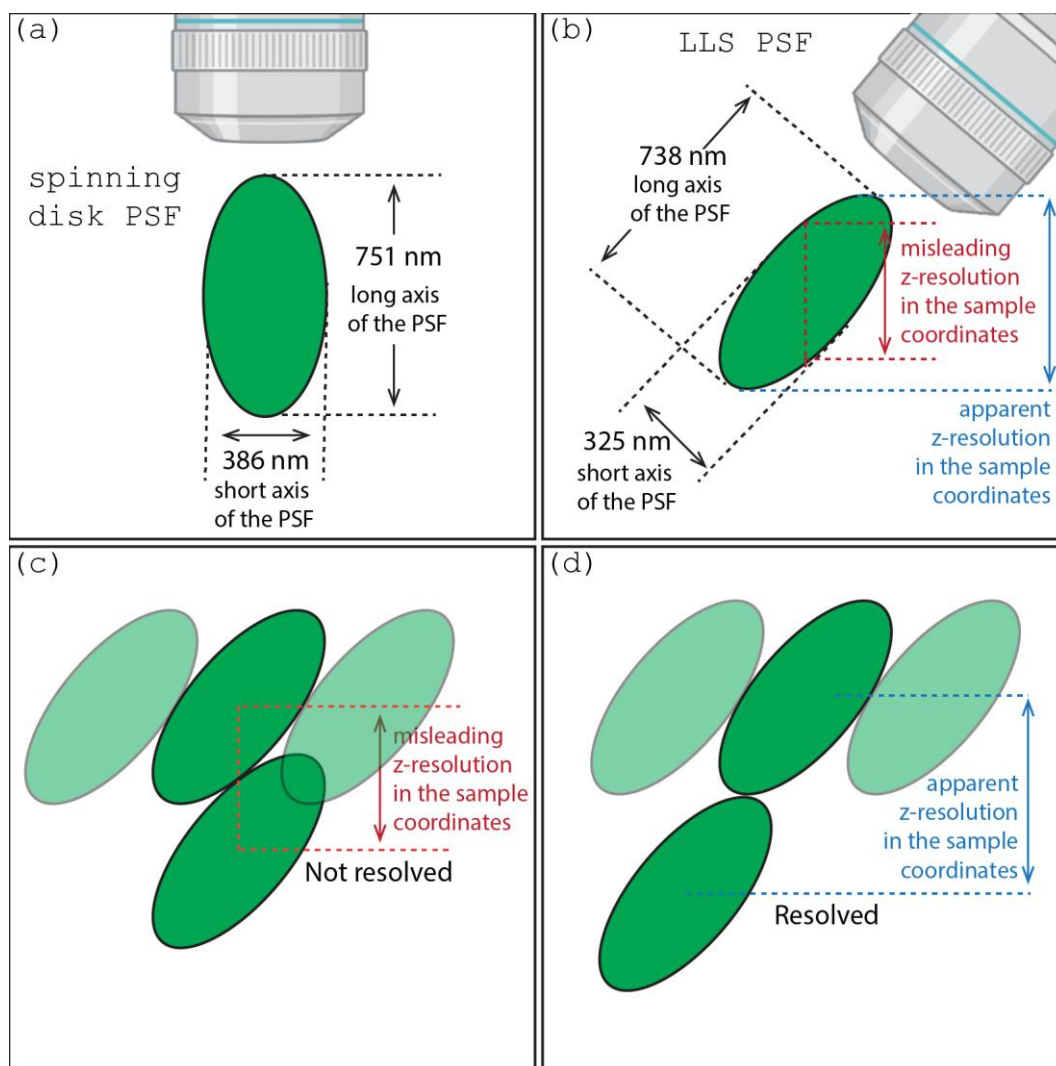 (a)
spinning
disk PSF
751 nm
long axis
of the PSF
386 nm
short axis
of the PSF
(b)
LLS PSF
738 nm
long axis
of the PSF
misleading
z-resolution
in the sample
coordinates
325 nm
short axis
of the PSF
apparent
z-resolution
in the sample
coordinates
(c)
misleading
z-resolution
in the sample
coordinates
Not resolved
(d)
apparent
z-resolution
in the sample
coordinates
Resolved